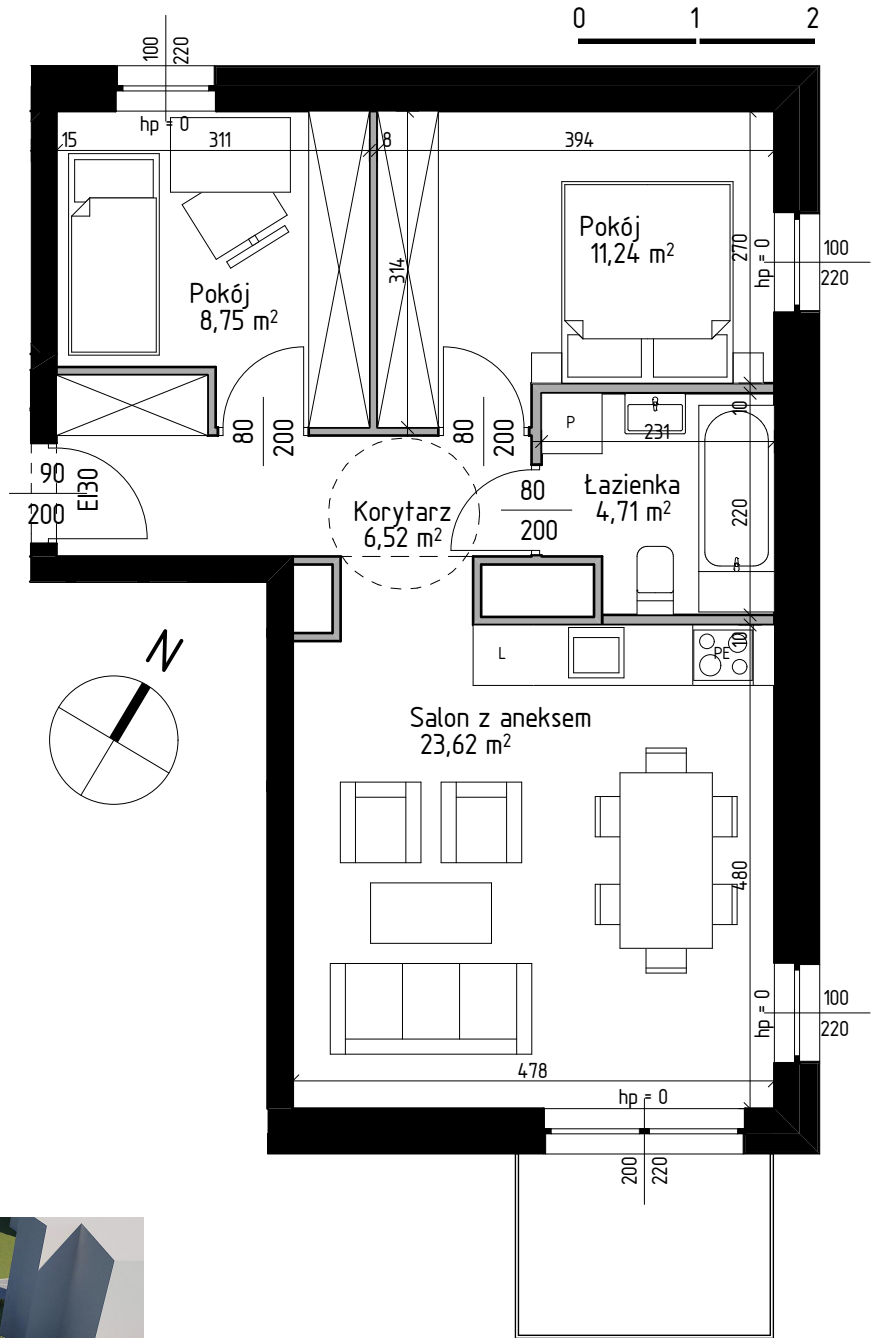 0 1 2
100
220
hp = 0
15 311 8 394
Pokój
11,24 m²
270
hp = 0
100
220
314
Pokój
8,75 m²
80
200
80
200
10
P
231
90
200
EI30
Korytarz
6,52 m²
80
200
Łazienka
4,71 m²
220
N
L
PE
10
Salon z aneksem
23,62 m²
480
hp = 0
100
220
478
hp = 0
200
220